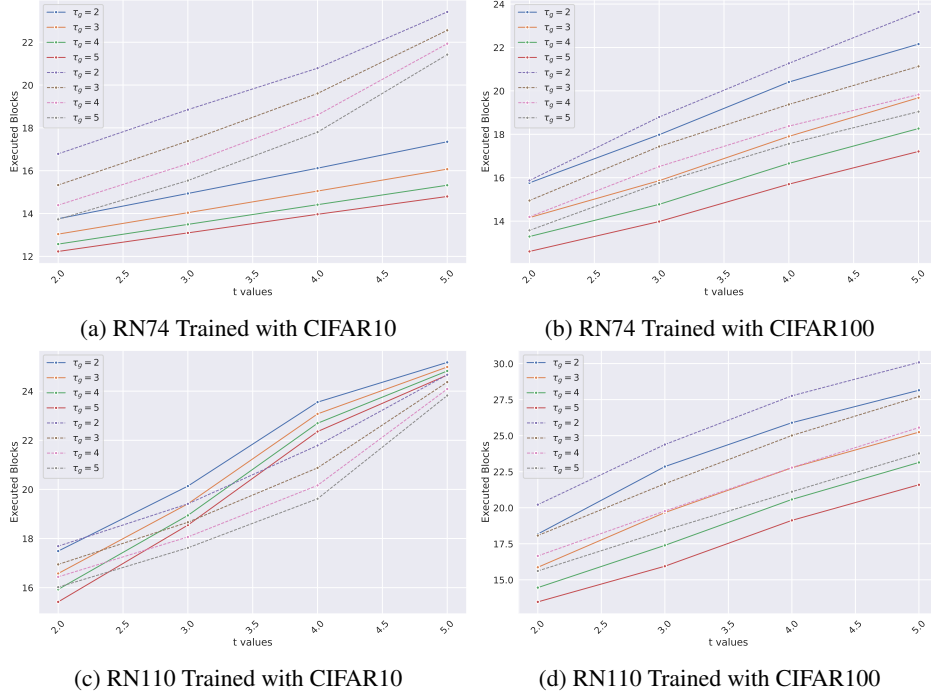 τg = 2
τg = 3
τg = 4
τg = 5
τg = 2
τg = 3
τg = 4
τg = 5
Executed Blocks
22
20
18
16
14
12
2.0 2.5 3.0 3.5 4.0 4.5 5.0
t values
(a) RN74 Trained with CIFAR10
τg = 2
τg = 3
τg = 4
τg = 5
τg = 2
τg = 3
τg = 4
τg = 5
Executed Blocks
24
22
20
18
16
14
2.0 2.5 3.0 3.5 4.0 4.5 5.0
t values
(b) RN74 Trained with CIFAR100
τg = 2
τg = 3
τg = 4
τg = 5
τg = 2
τg = 3
τg = 4
τg = 5
Executed Blocks
24
22
20
18
16
2.0 2.5 3.0 3.5 4.0 4.5 5.0
t values
(c) RN110 Trained with CIFAR10
τg = 2
τg = 3
τg = 4
τg = 5
τg = 2
τg = 3
τg = 4
τg = 5
Executed Blocks
30.0
27.5
25.0
22.5
20.0
17.5
15.0
2.0 2.5 3.0 3.5 4.0 4.5 5.0
t values
(d) RN110 Trained with CIFAR100